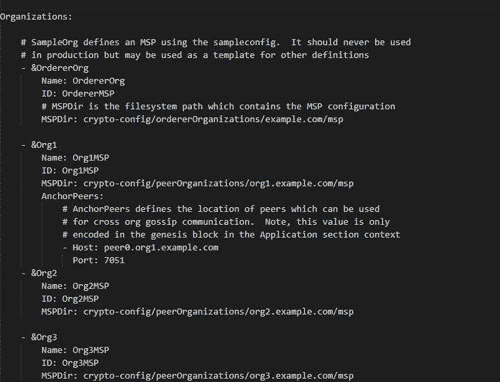 Organizations:
# SampleOrg defines an MSP using the sampleconfig.  It should never be used
# in production but may be used as a template for other definitions
- &OrdererOrg
Name: OrdererOrg
ID: OrdererMSP
# MSPDir is the filesystem path which contains the MSP configuration
MSPDir: crypto-config/ordererOrganizations/example.com/msp
- &Org1
Name: Org1MSP
ID: Org1MSP
MSPDir: crypto-config/peerOrganizations/org1.example.com/msp
AnchorPeers:
# AnchorPeers defines the location of peers which can be used
# for cross org gossip communication.  Note, this value is only
# encoded in the genesis block in the Application section context
- Host: peer0.org1.example.com
Port: 7051
- &Org2
Name: Org2MSP
ID: Org2MSP
MSPDir: crypto-config/peerOrganizations/org2.example.com/msp
- &Org3
Name: Org3MSP
ID: Org3MSP
MSPDir: crypto-config/peerOrganizations/org3.example.com/msp